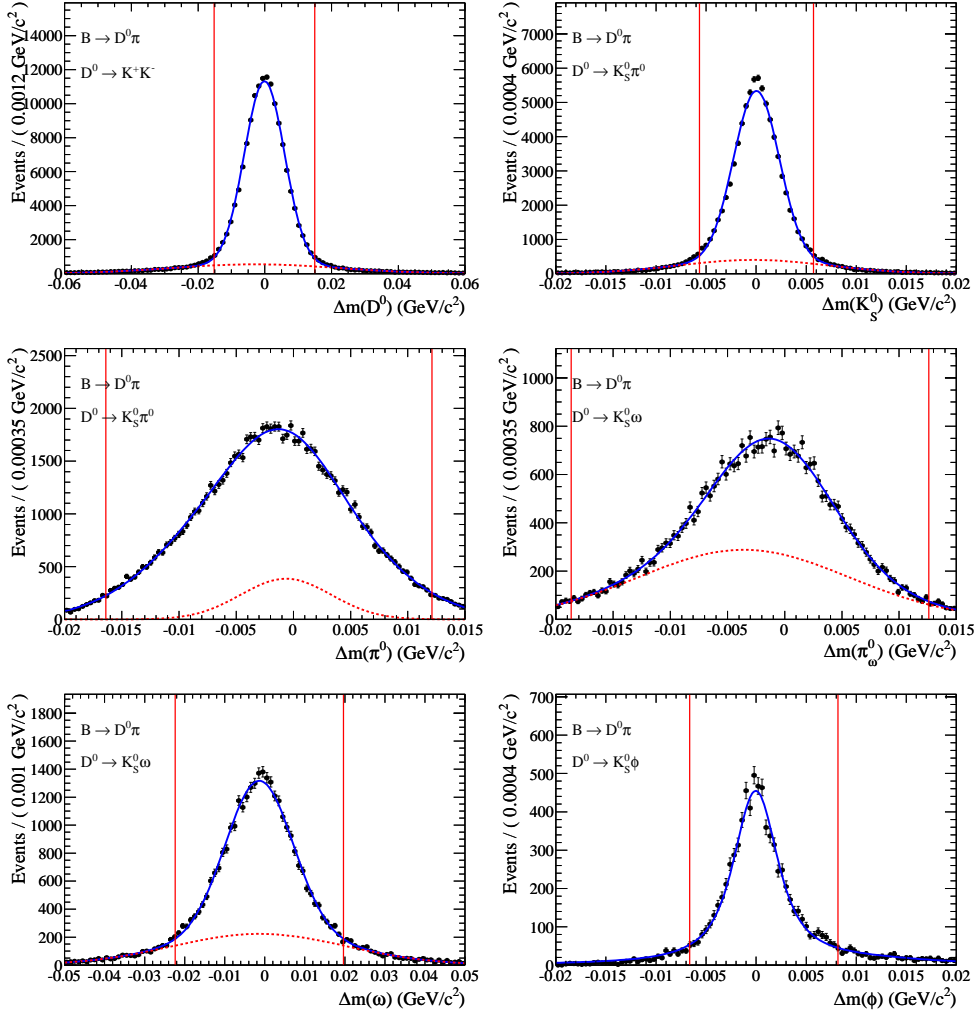 Events / ( 0.0012 GeV/c²)
14000
12000
10000
8000
6000
4000
2000
0
B → D⁰π
D⁰ → K⁺K⁻
-0.06 -0.04 -0.02 0 0.02 0.04 0.06
Δm(D⁰) (GeV/c²)
Events / ( 0.0004 GeV/c²)
7000
6000
5000
4000
3000
2000
1000
0
B → D⁰π
D⁰ → K⁰_S π⁰
-0.02 -0.015 -0.01 -0.005 0 0.005 0.01 0.015 0.02
Δm(K⁰_S) (GeV/c²)
Events / ( 0.00035 GeV/c²)
2500
2000
1500
1000
500
0
B → D⁰π
D⁰ → K⁰_S π⁰
-0.02 -0.015 -0.01 -0.005 0 0.005 0.01 0.015
Δm(π⁰) (GeV/c²)
Events / ( 0.00035 GeV/c²)
1000
800
600
400
200
0
B → D⁰π
D⁰ → K⁰_S ω
-0.02 -0.015 -0.01 -0.005 0 0.005 0.01 0.015
Δm(π⁰_ω) (GeV/c²)
Events / ( 0.001 GeV/c²)
1800
1600
1400
1200
1000
800
600
400
200
0
B → D⁰π
D⁰ → K⁰_S ω
-0.05 -0.04 -0.03 -0.02 -0.01 0 0.01 0.02 0.03 0.04 0.05
Δm(ω) (GeV/c²)
Events / ( 0.0004 GeV/c²)
700
600
500
400
300
200
100
0
B → D⁰π
D⁰ → K⁰_S ϕ
-0.02 -0.015 -0.01 -0.005 0 0.005 0.01 0.015 0.02
Δm(ϕ) (GeV/c²)